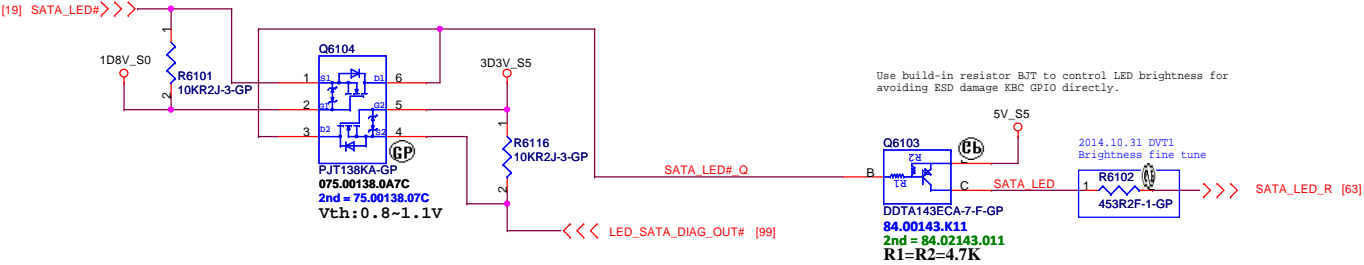 [19] SATA_LED#
1D8V_S0
1
R6101
10KR2J-3-GP
2
Q6104
1
S1
D1
6
2
G1
G2
5
3
D2
S2
4
GP
PJT138KA-GP
075.00138.0A7C
2nd = 75.00138.07C
Vth:0.8~1.1V
3D3V_S5
1
R6116
10KR2J-3-GP
2
LED_SATA_DIAG_OUT# [99]
SATA_LED#_Q
Use build-in resistor BJT to control LED brightness for
avoiding ESD damage KBC GPIO directly.
5V_S5
Q6103
B
R1
R2
C
DDTA143ECA-7-F-GP
84.00143.K11
2nd = 84.02143.011
R1=R2=4.7K
SATA_LED
2014.10.31 DVT1
Brightness fine tune
R6102
1
453R2F-1-GP
SATA_LED_R [63]